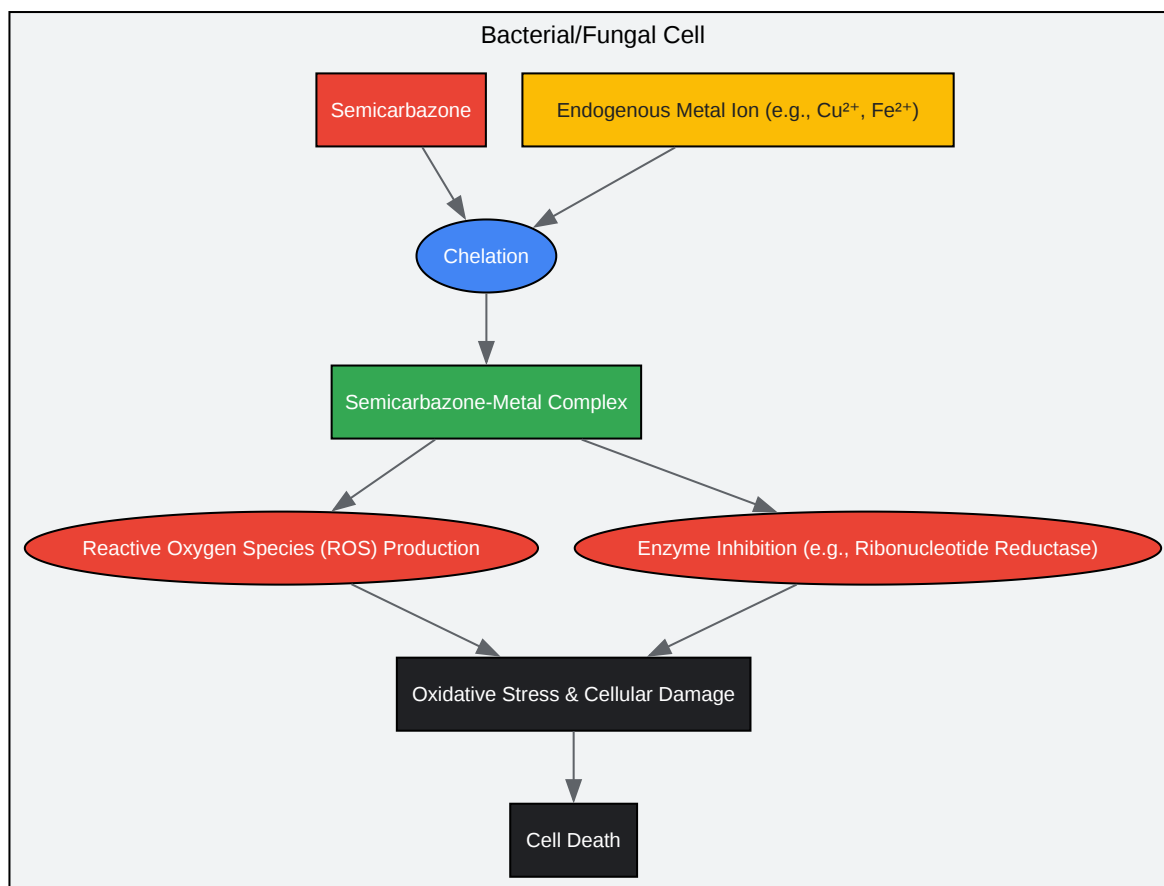 Bacterial/Fungal Cell
Semicarbazone
Endogenous Metal Ion (e.g., Cu²⁺, Fe²⁺)
Chelation
Semicarbazone-Metal Complex
Reactive Oxygen Species (ROS) Production
Enzyme Inhibition (e.g., Ribonucleotide Reductase)
Oxidative Stress & Cellular Damage
Cell Death